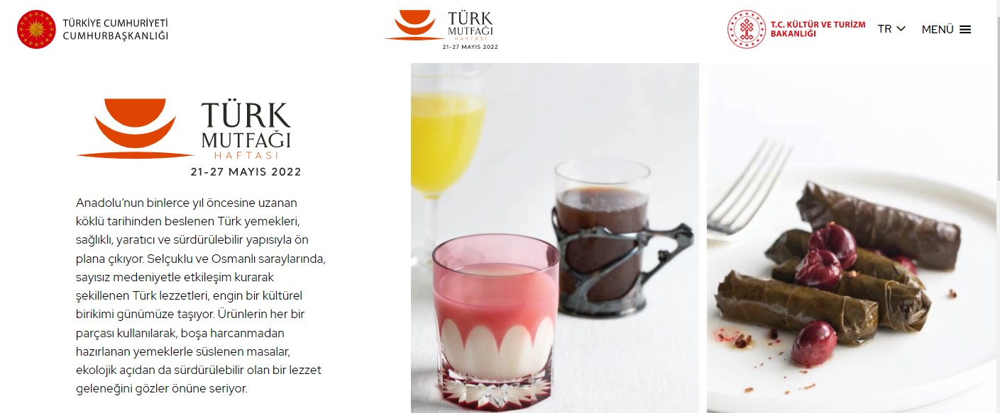 TÜRKİYE CUMHURİYETİ
CUMHURBAŞKANLIĞI
TÜRK
MUTFAĞI
HAFTASI
21-27 MAYIS 2022
T.C. KÜLTÜR VE TURİZM
BAKANLIĞI
TR
MENÜ
TÜRK
MUTFAĞI
HAFTASI
21-27 MAYIS 2022
Anadolu’nun binlerce yıl öncesine uzanan
köklü tarihinden beslenen Türk yemekleri,
sağlıklı, yaratıcı ve sürdürülebilir yapısıyla ön
plana çıkıyor. Selçuklu ve Osmanlı saraylarında,
sayısız medeniyetle etkileşim kurarak
şekillenen Türk lezzetleri, engin bir kültürel
birikimi günümüze taşıyor. Ürünlerin her bir
parçası kullanılarak, boşa harcanmadan
hazırlanan yemeklerle süslenen masalar,
ekolojik açıdan da sürdürülebilir olan bir lezzet
geleneğini gözler önüne seriyor.